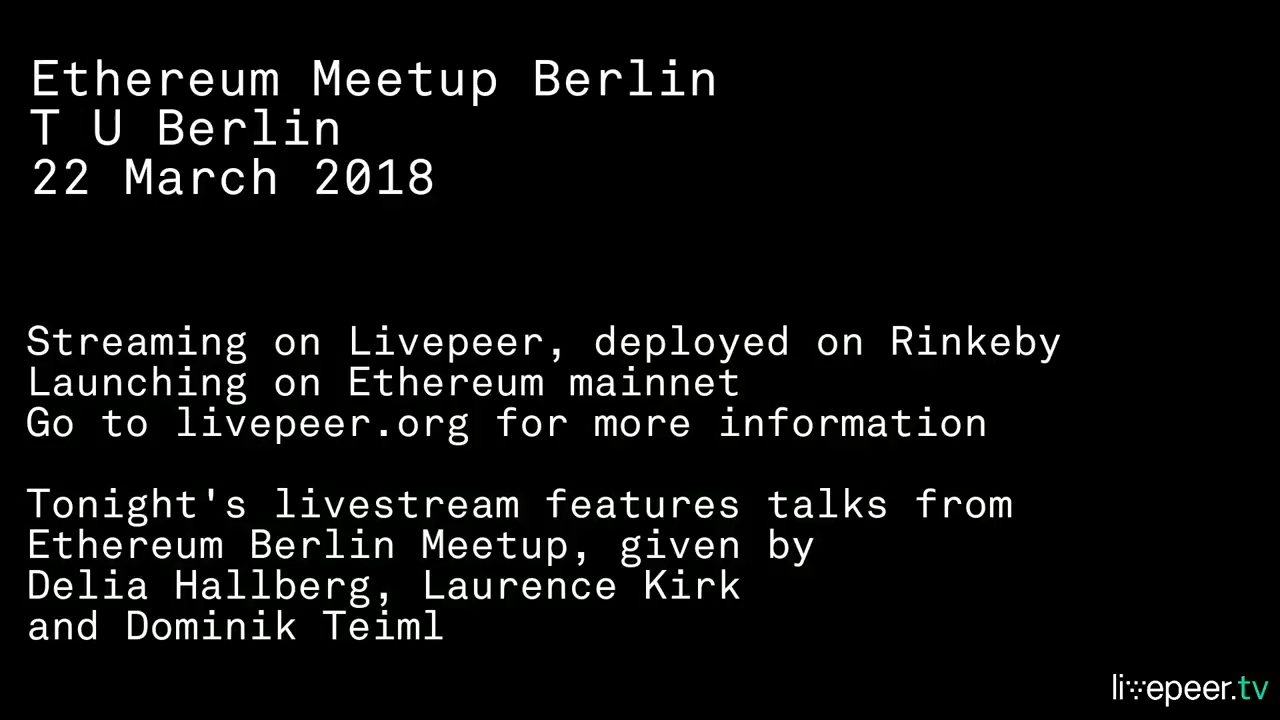 Ethereum Meetup Berlin
T U Berlin
22 March 2018
Streaming on Livepeer, deployed on Rinkeby
Launching on Ethereum mainnet
Go to livepeer.org for more information
Tonight's livestream features talks from
Ethereum Berlin Meetup, given by
Delia Hallberg, Laurence Kirk
and Dominik Teiml
livepeer.tv